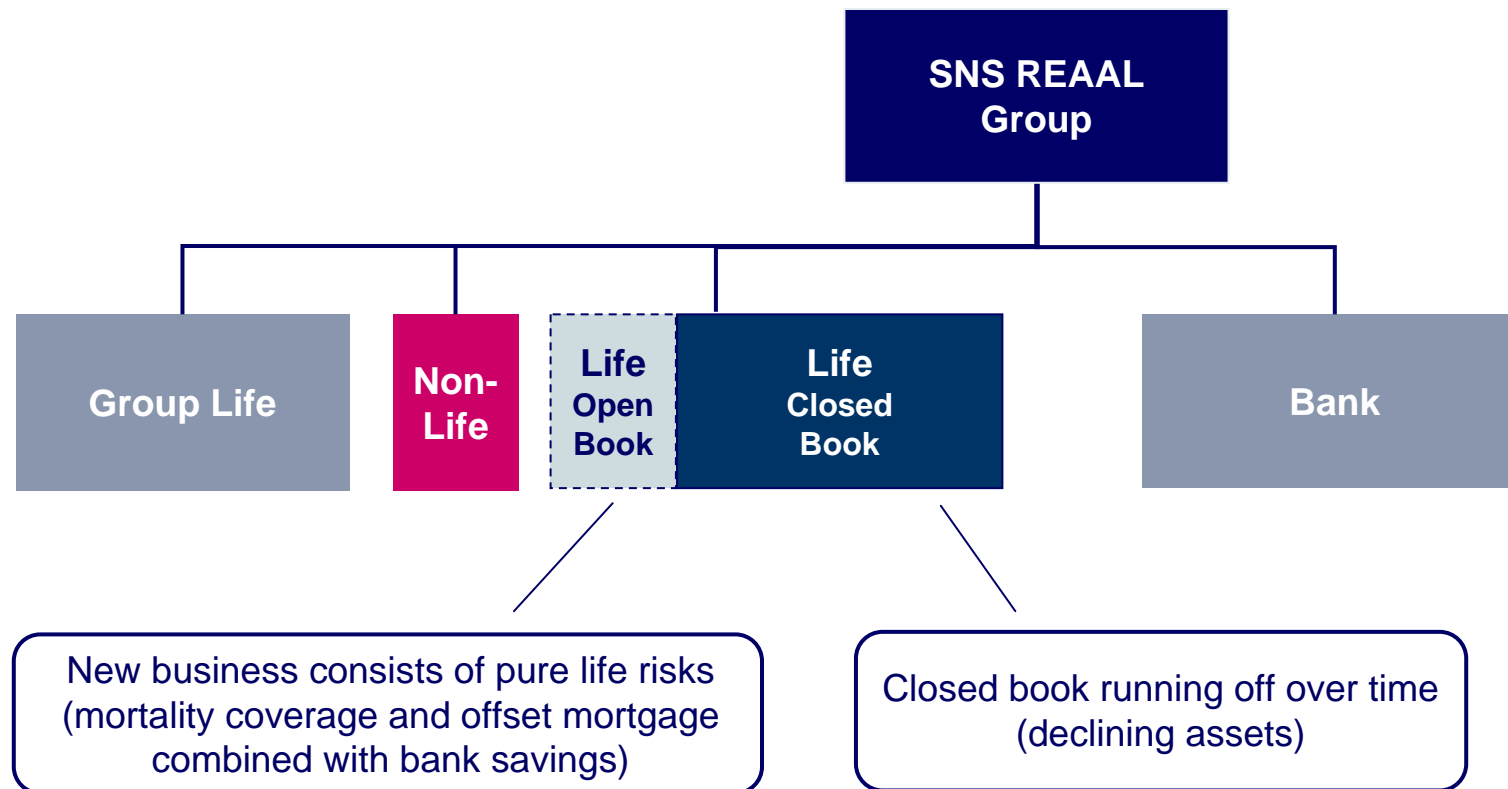 SNS REAAL
Group
Group Life
Non-
Life
Life
Open
Book
Life
Closed
Book
Bank
New business consists of pure life risks
(mortality coverage and offset mortgage
combined with bank savings)
Closed book running off over time
(declining assets)